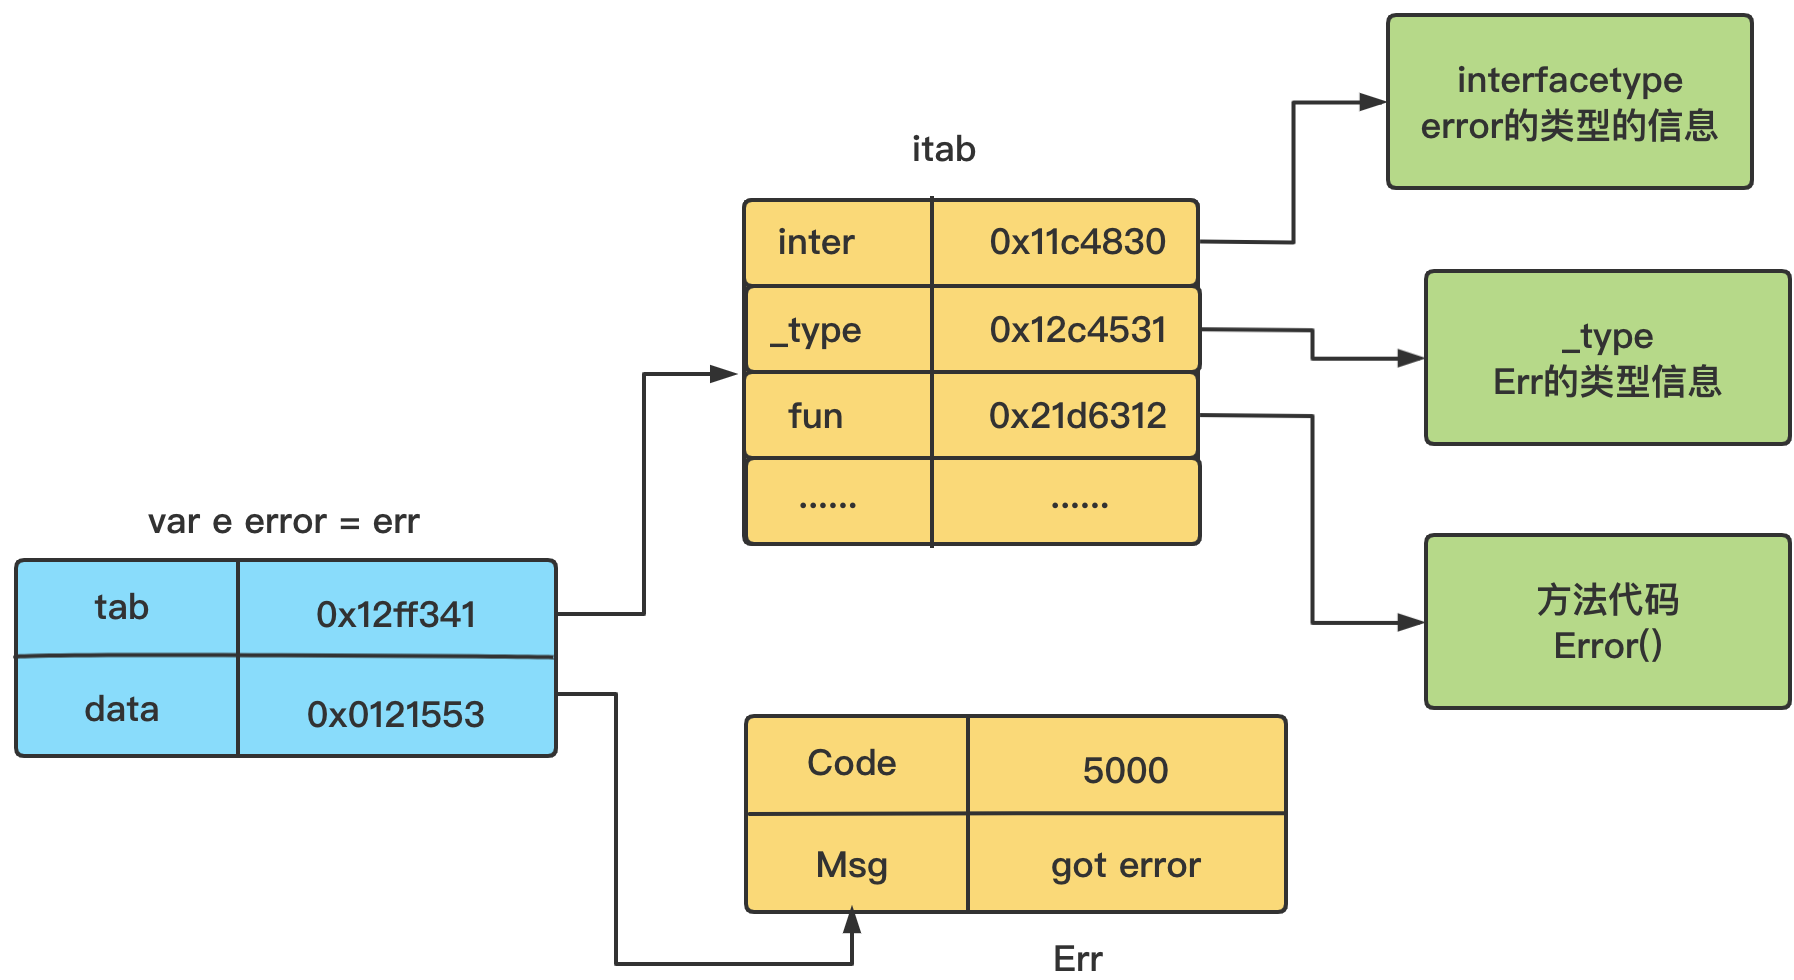 var e error = err
tab 0x12ff341
data 0x0121553
itab
inter 0x11c4830
_type 0x12c4531
fun 0x21d6312
...... ......
Code 5000
Msg got error
Err
interfacetype
error的类型的信息
_type
Err的类型信息
方法代码
Error()